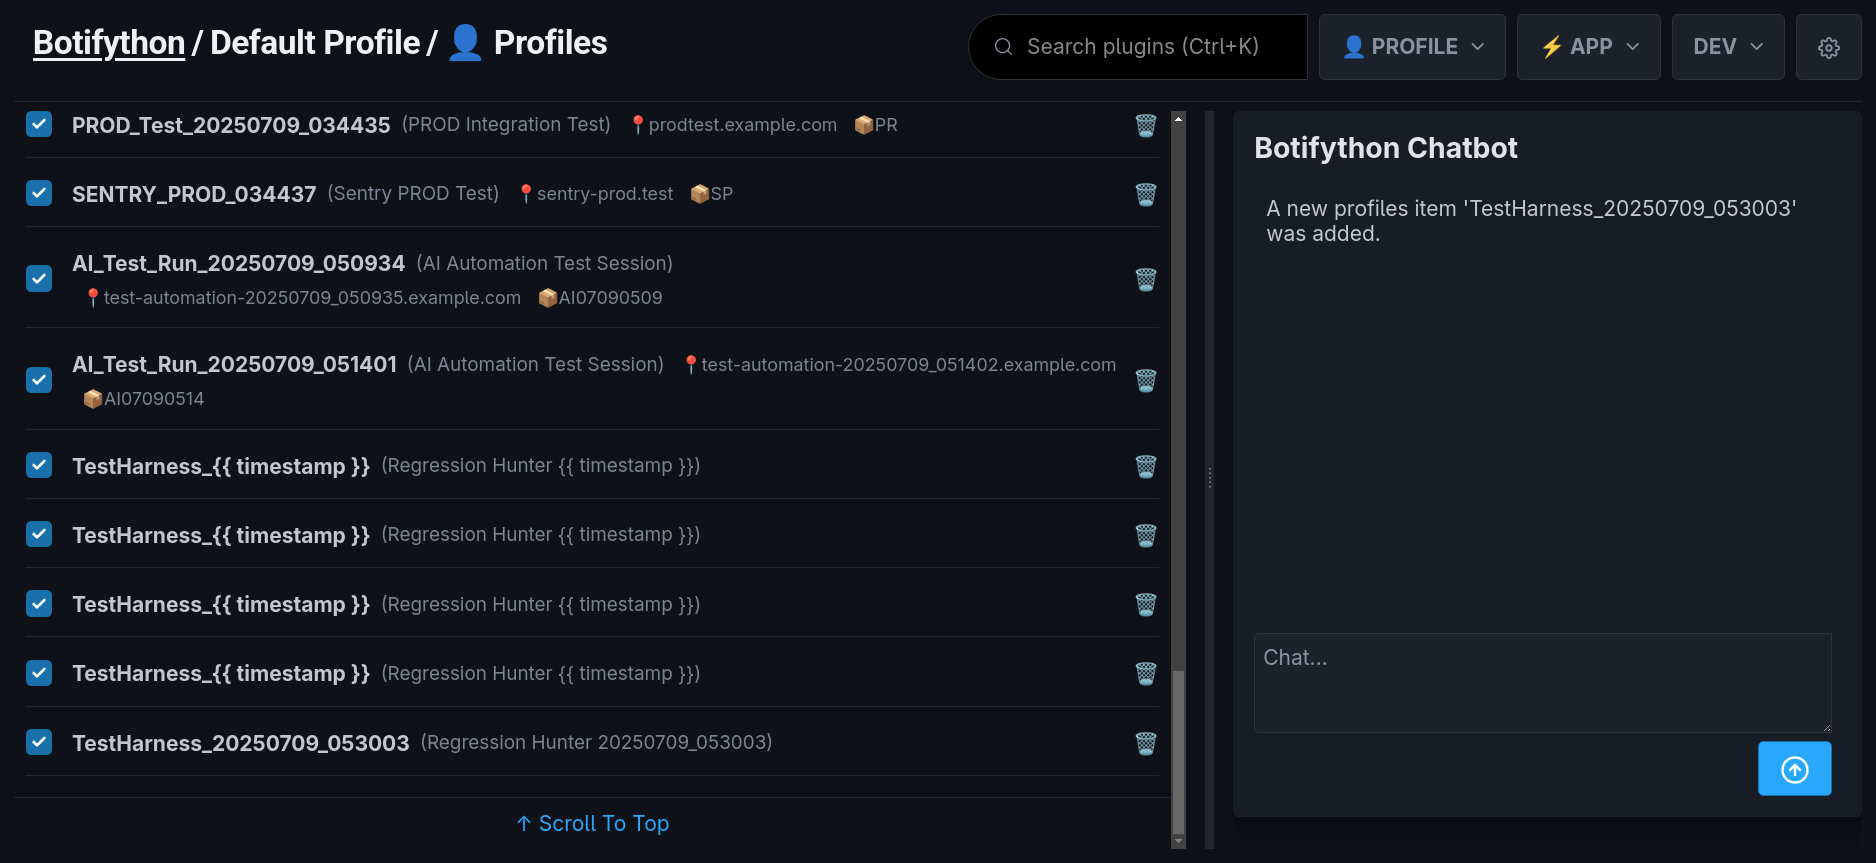 Botifython / Default Profile / 👤 Profiles
Search plugins (Ctrl+K)
👤 PROFILE
⚡ APP
DEV
PROD_Test_20250709_034435 (PROD Integration Test) 📍prodtest.example.com 📦PR
SENTRY_PROD_034437 (Sentry PROD Test) 📍sentry-prod.test 📦SP
AI_Test_Run_20250709_050934 (AI Automation Test Session)
📍test-automation-20250709_050935.example.com 📦AI07090509
AI_Test_Run_20250709_051401 (AI Automation Test Session) 📍test-automation-20250709_051402.example.com
📦AI07090514
TestHarness_{{ timestamp }} (Regression Hunter {{ timestamp }})
TestHarness_{{ timestamp }} (Regression Hunter {{ timestamp }})
TestHarness_{{ timestamp }} (Regression Hunter {{ timestamp }})
TestHarness_{{ timestamp }} (Regression Hunter {{ timestamp }})
TestHarness_20250709_053003 (Regression Hunter 20250709_053003)
↑ Scroll To Top
Botifython Chatbot
A new profiles item 'TestHarness_20250709_053003'
was added.
Chat...